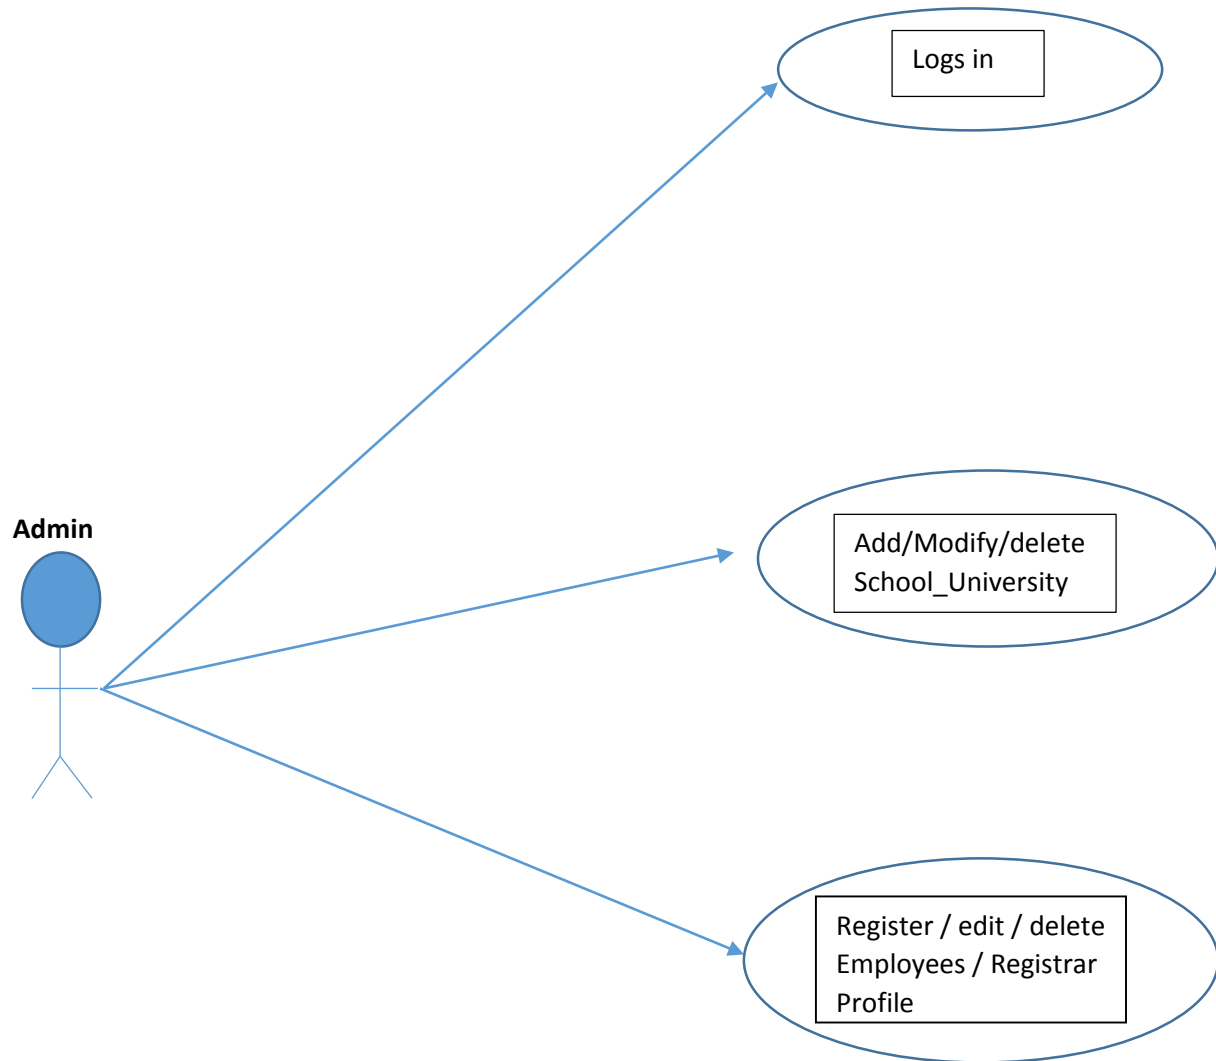 Logs in
Admin
Add/Modify/delete
School_University
Register / edit / delete
Employees / Registrar
Profile